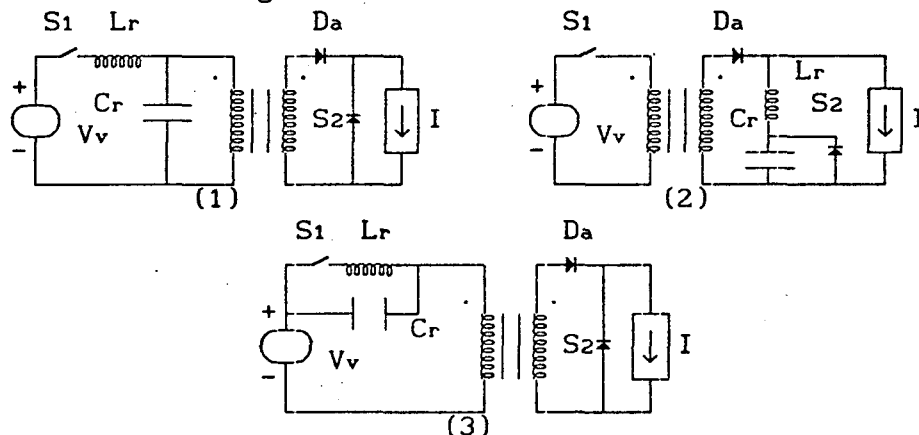 S1 Lr Da
+ Cr Vv - S2 I
(1)
S1 Da Lr
+ Vv - Cr S2 I
(2)
S1 Lr Da
+ Vv - Cr S2 I
(3)